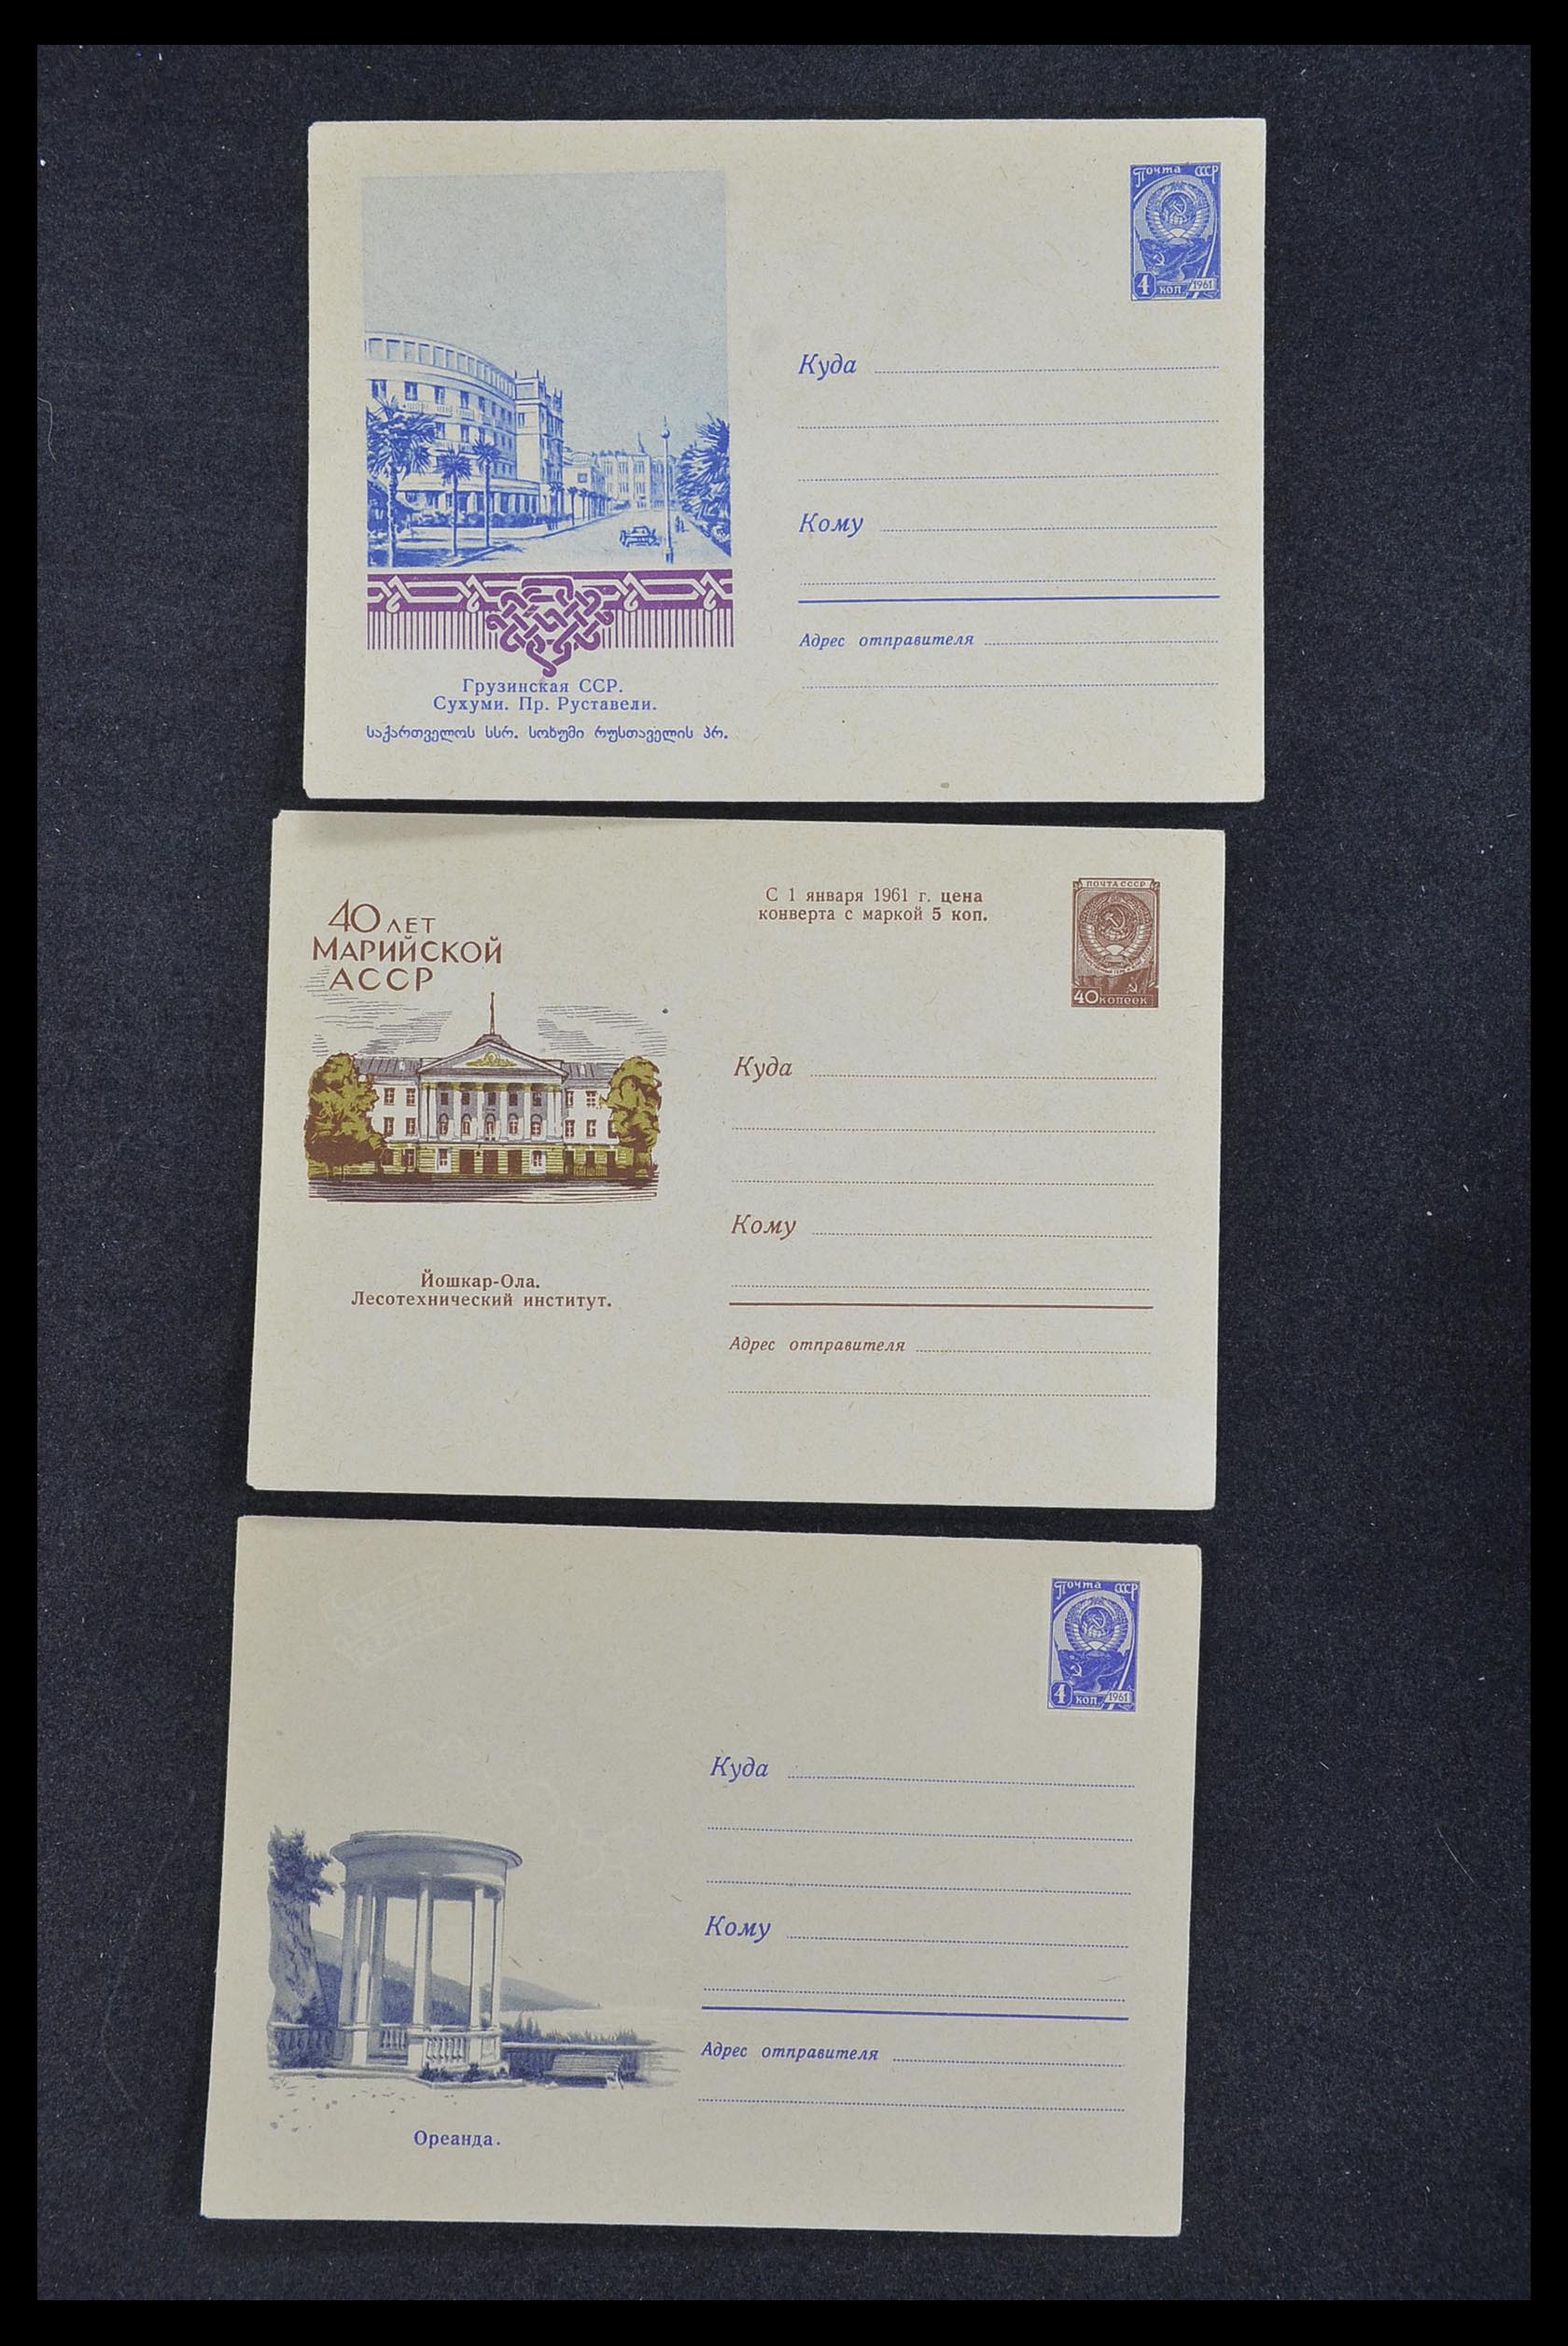 Почта СССР
4 коп 1961
Куда
Кому
Адрес отправителя
Грузинская ССР.
Сухуми. Пр. Руставели.
საქართველოს სსრ. სოხუმი რუსთაველის პრ.
40 ЛЕТ
МАРИЙСКОЙ
АССР
С 1 января 1961 г. цена
конверта с маркой 5 коп.
ПОЧТА СССР
40 копеек
Куда
Кому
Йошкар-Ола.
Лесотехнический институт.
Адрес отправителя
Почта СССР
4 коп 1961
Куда
Кому
Адрес отправителя
Ореанда.